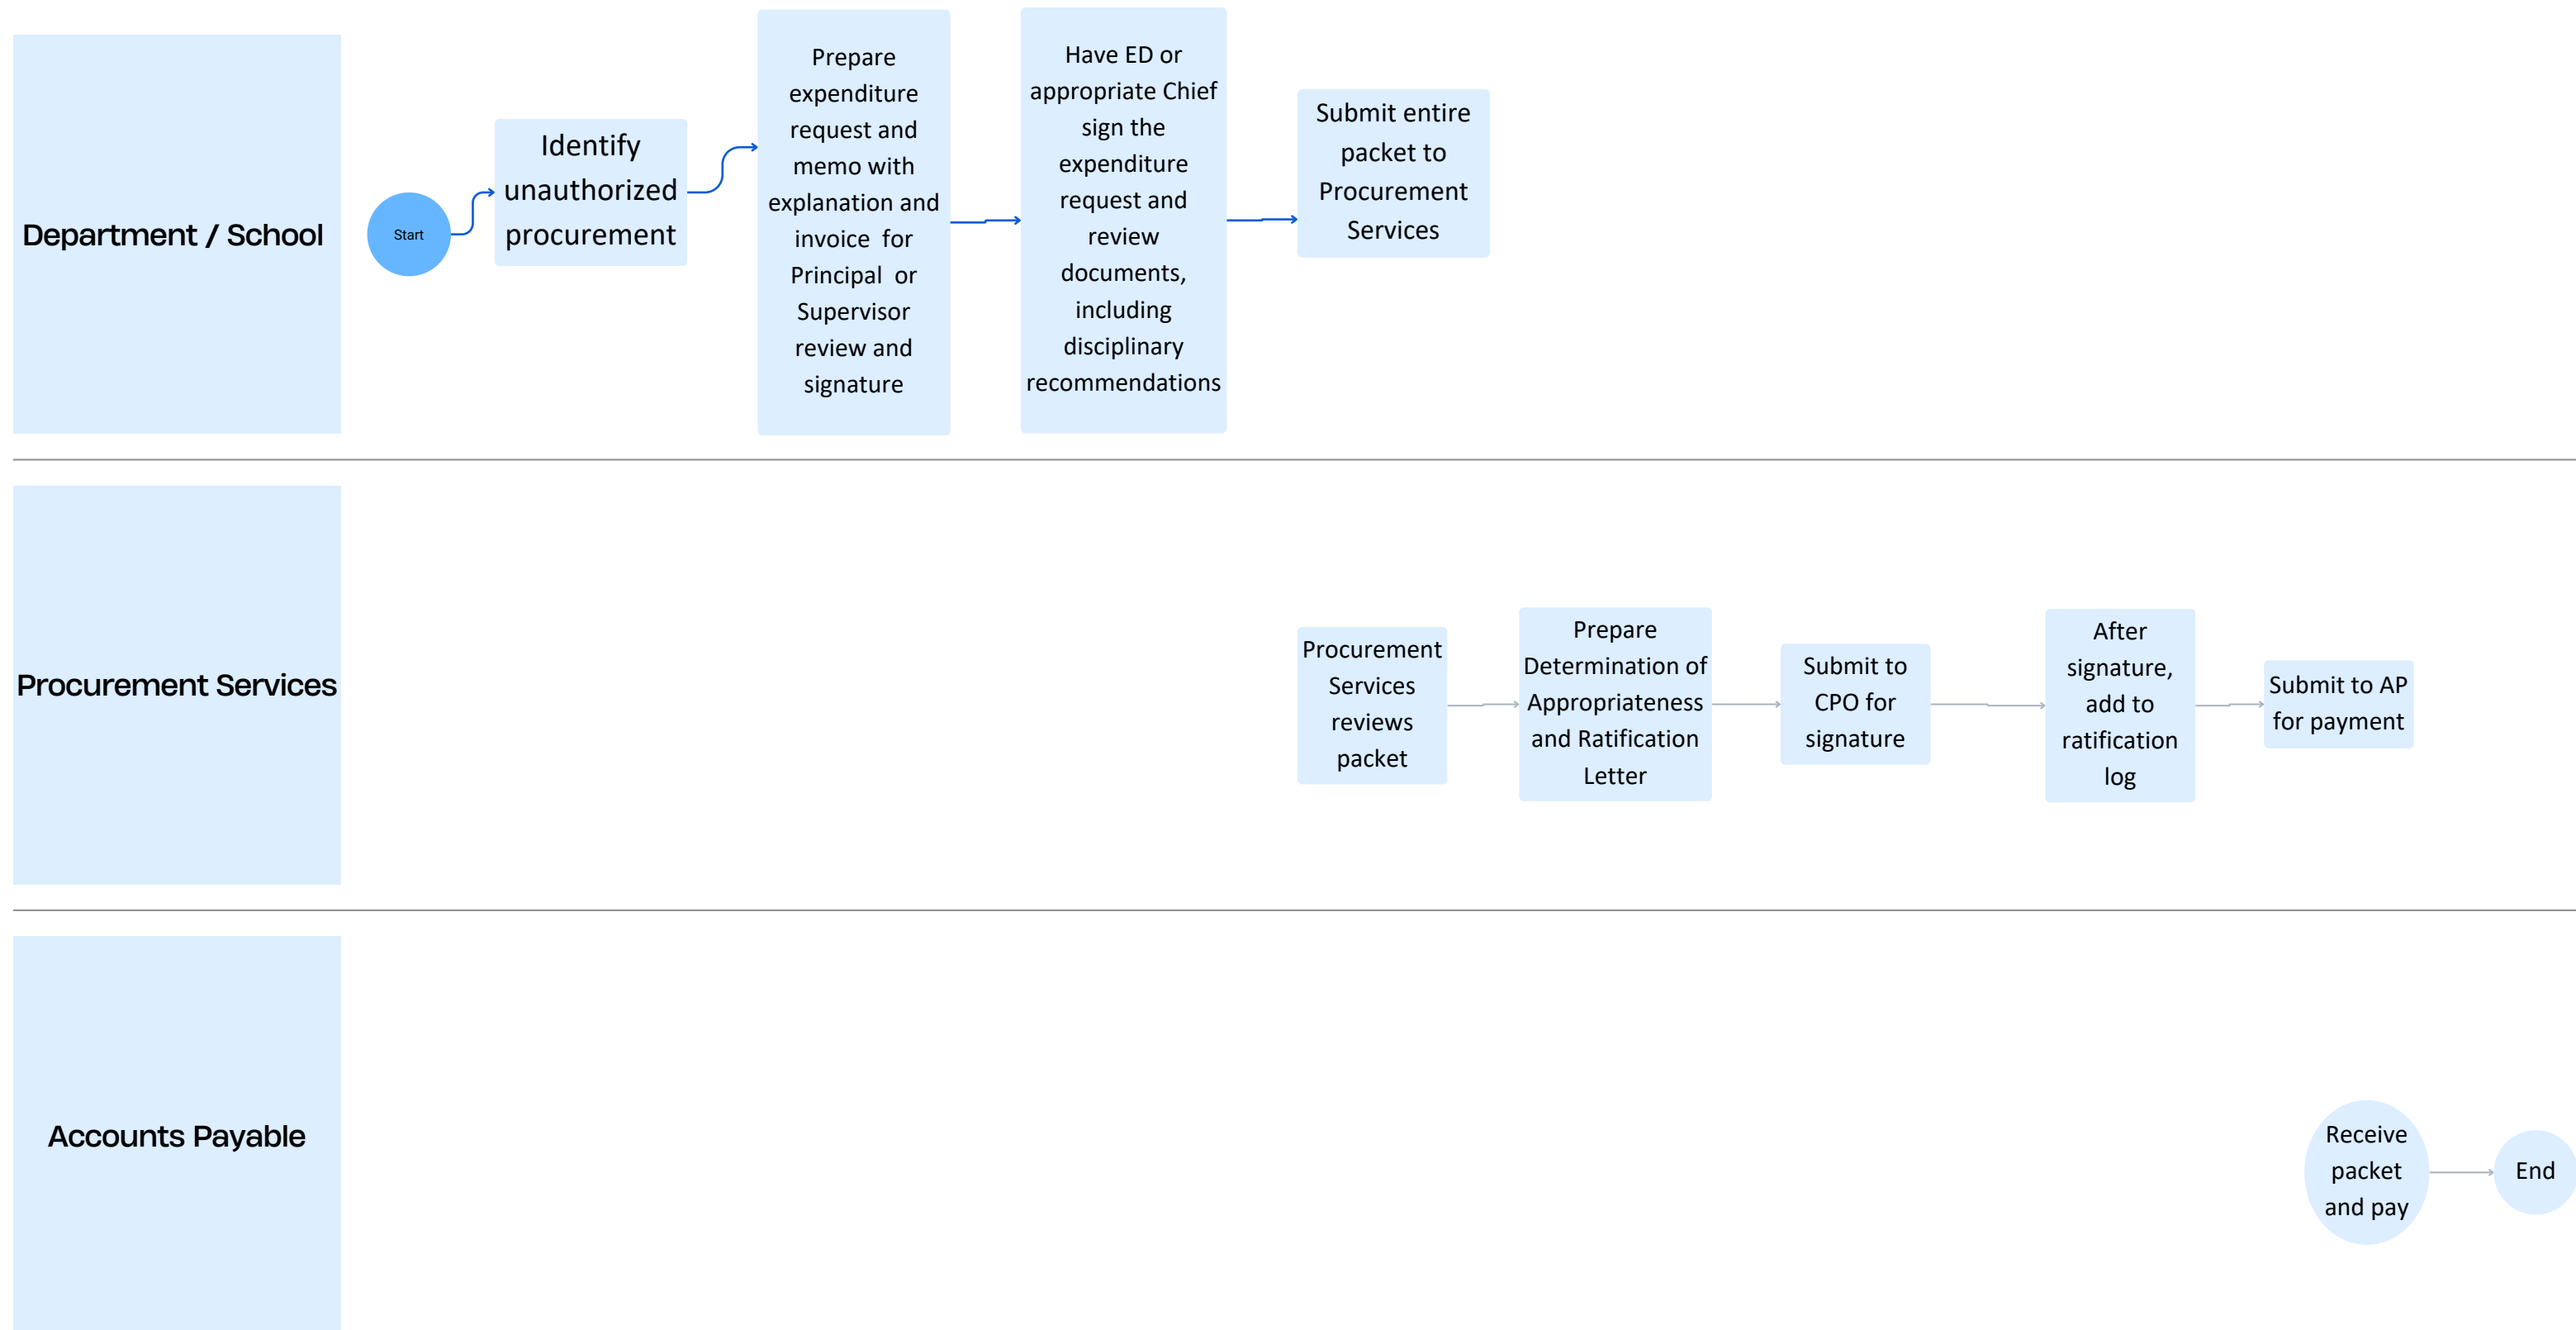 Department / School
Start
Identify
unauthorized
procurement
Prepare
expenditure
request and
memo with
explanation and
invoice for
Principal or
Supervisor
review and
signature
Have ED or
appropriate Chief
sign the
expenditure
request and
review
documents,
including
disciplinary
recommendations
Submit entire
packet to
Procurement
Services
Procurement Services
Procurement
Services
reviews
packet
Prepare
Determination of
Appropriateness
and Ratification
Letter
Submit to
CPO for
signature
After
signature,
add to
ratification
log
Submit to AP
for payment
Accounts Payable
Receive
packet
and pay
End